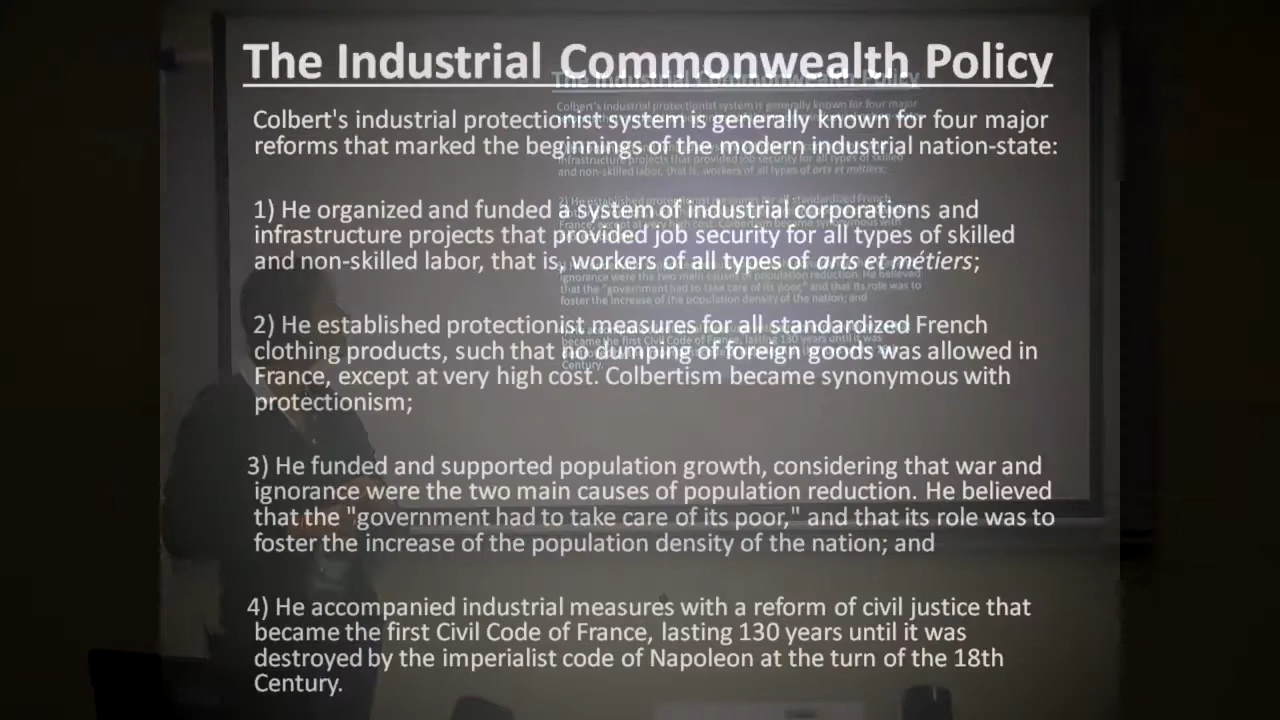 The Industrial Commonwealth Policy
Colbert's industrial protectionist system is generally known for four major
reforms that marked the beginnings of the modern industrial nation-state:
1) He organized and funded a system of industrial corporations and
infrastructure projects that provided job security for all types of skilled
and non-skilled labor, that is, workers of all types of arts et métiers;
2) He established protectionist measures for all standardized French
clothing products, such that no dumping of foreign goods was allowed in
France, except at very high cost. Colbertism became synonymous with
protectionism;
3) He funded and supported population growth, considering that war and
ignorance were the two main causes of population reduction. He believed
that the "government had to take care of its poor," and that its role was to
foster the increase of the population density of the nation; and
4) He accompanied industrial measures with a reform of civil justice that
became the first Civil Code of France, lasting 130 years until it was
destroyed by the imperialist code of Napoleon at the turn of the 18th
Century.